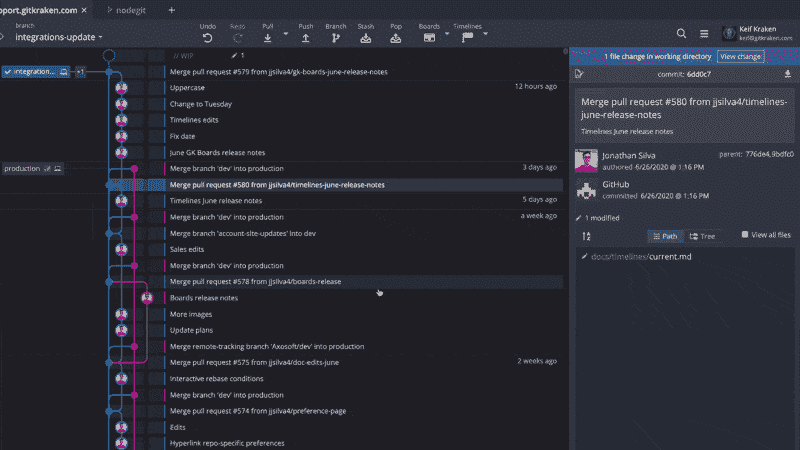 pport.gitkraken.com
nodegit
branch
integrations-update
Undo
Redo
Pull
Push
Branch
Stash
Pop
Boards
Timelines
Keif Kraken
keif@gitkraken.com
// WIP
1
integration...
+1
Merge pull request #579 from jjsilva4/gk-boards-june-release-notes
Uppercase
12 hours ago
Change to Tuesday
Timelines edits
Fix date
June GK Boards release notes
production
Merge branch 'dev' into production
3 days ago
Merge pull request #580 from jjsilva4/timelines-june-release-notes
Timelines June release notes
5 days ago
Merge branch 'dev' into production
a week ago
Merge branch 'account-site-updates' into dev
Sales edits
Merge branch 'dev' into production
Merge pull request #578 from jjsilva4/boards-release
Boards release notes
More images
Update plans
Merge remote-tracking branch 'Axosoft/dev' into production
Merge pull request #575 from jjsilva4/doc-edits-june
2 weeks ago
Interactive rebase conditions
Merge branch 'dev' into production
Merge pull request #574 from jjsilva4/preference-page
Edits
Hyperlink repo-specific preferences
1 file change in working directory
View change
commit: 6dd0c7
Merge pull request #580 from jjsilva4/timelines-june-release-notes
Timelines June release notes
Jonathan Silva
authored 6/26/2020 @ 1:16 PM
parent: 776de4,9bdfc0
GitHub
committed 6/26/2020 @ 1:16 PM
1 modified
Path
Tree
View all files
docs/timelines/current.md